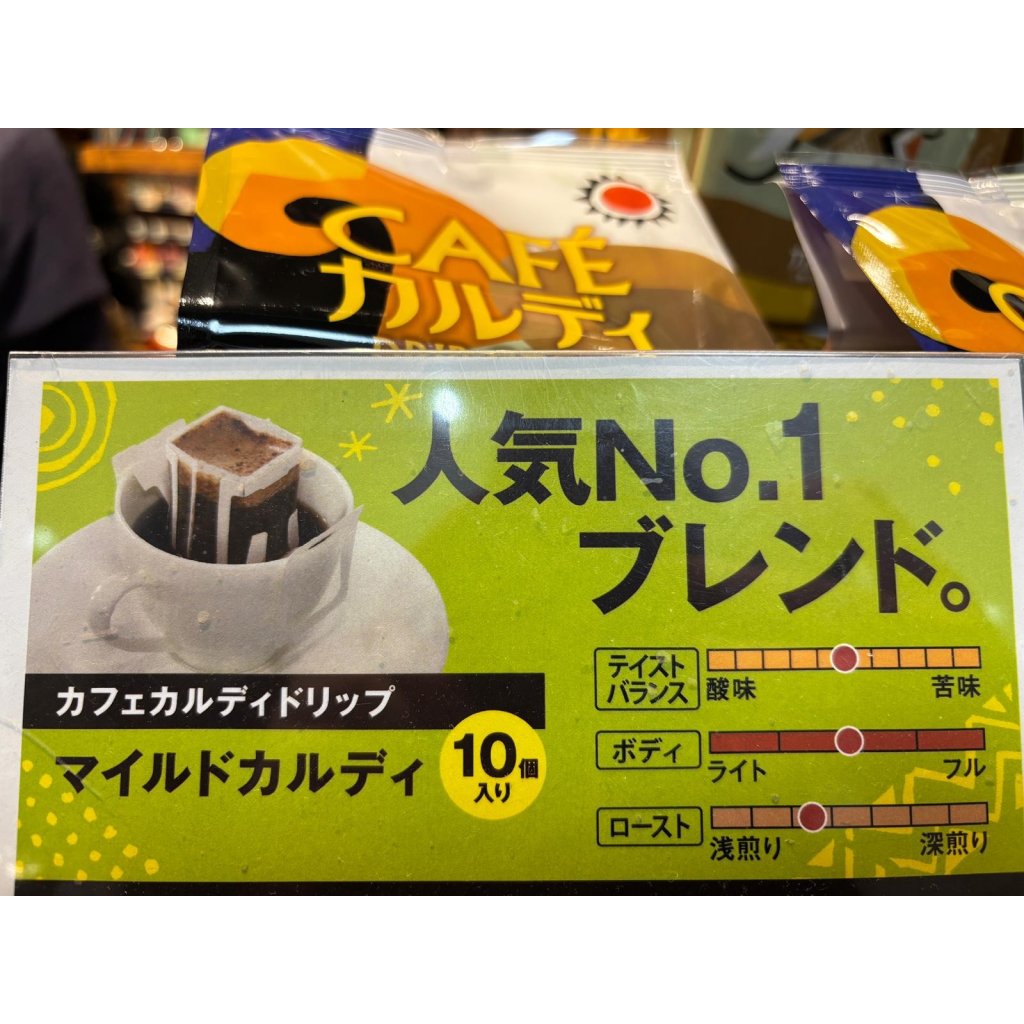 CAFÉ
カルディ
人気No.1
ブレンド。
カフェカルディドリップ
マイルドカルディ
10個
入り
テイスト
バランス
酸味 苦味
ボディ
ライト フル
ロースト
浅煎り 深煎り